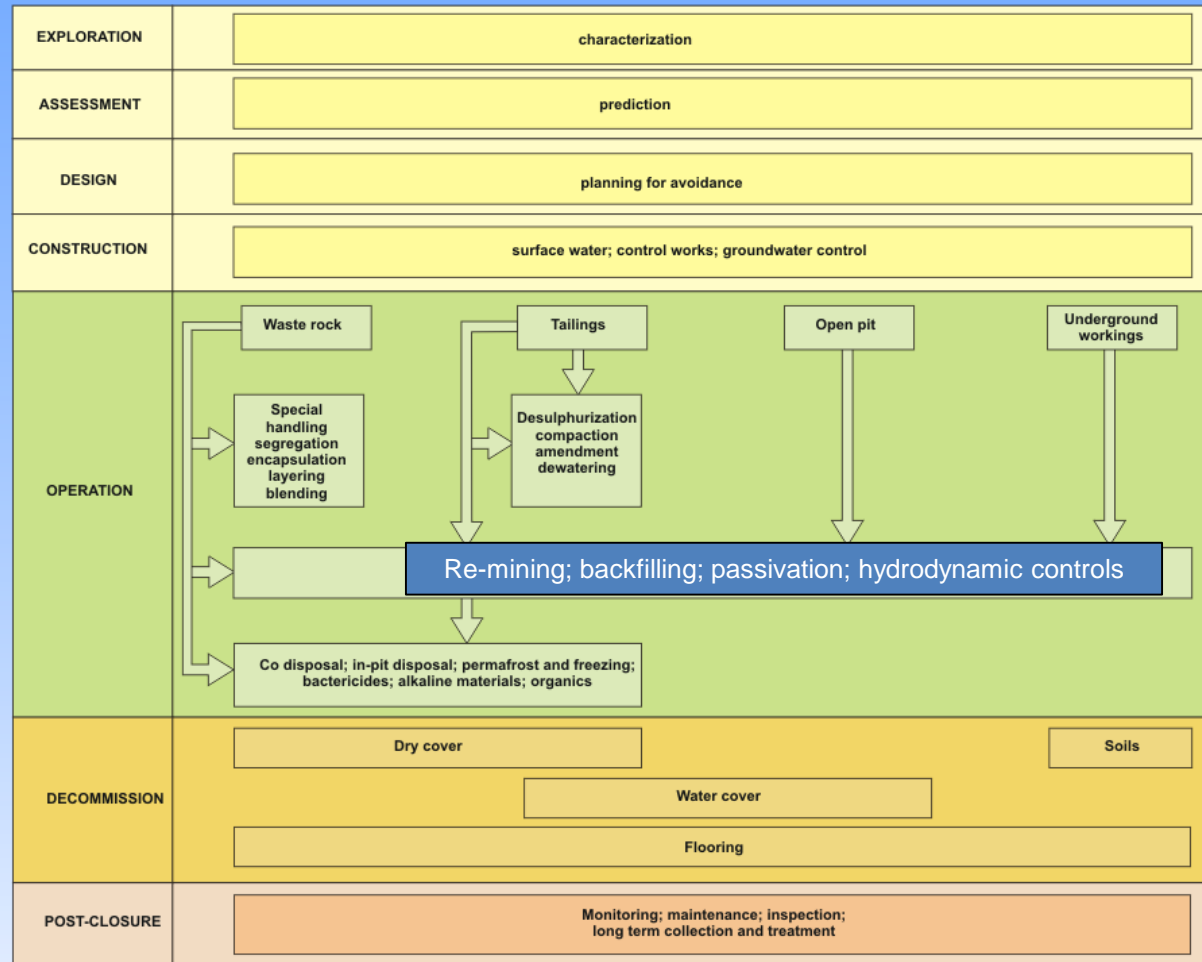 EXPLORATION
characterization
ASSESSMENT
prediction
DESIGN
planning for avoidance
CONSTRUCTION
surface water; control works; groundwater control
OPERATION
Waste rock
Tailings
Open pit
Underground
workings
Special
handling
segregation
encapsulation
layering
blending
Desulphurization
compaction
amendment
dewatering
Re-mining; backfilling; passivation; hydrodynamic controls
Co disposal; in-pit disposal; permafrost and freezing;
bactericides; alkaline materials; organics
DECOMMISSION
Dry cover
Soils
Water cover
Flooring
POST-CLOSURE
Monitoring; maintenance; inspection;
long term collection and treatment